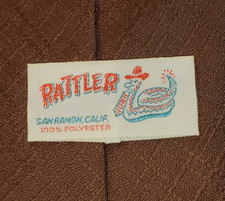 RATTLER
SAN RAMON, CALIF.
100% POLYESTER